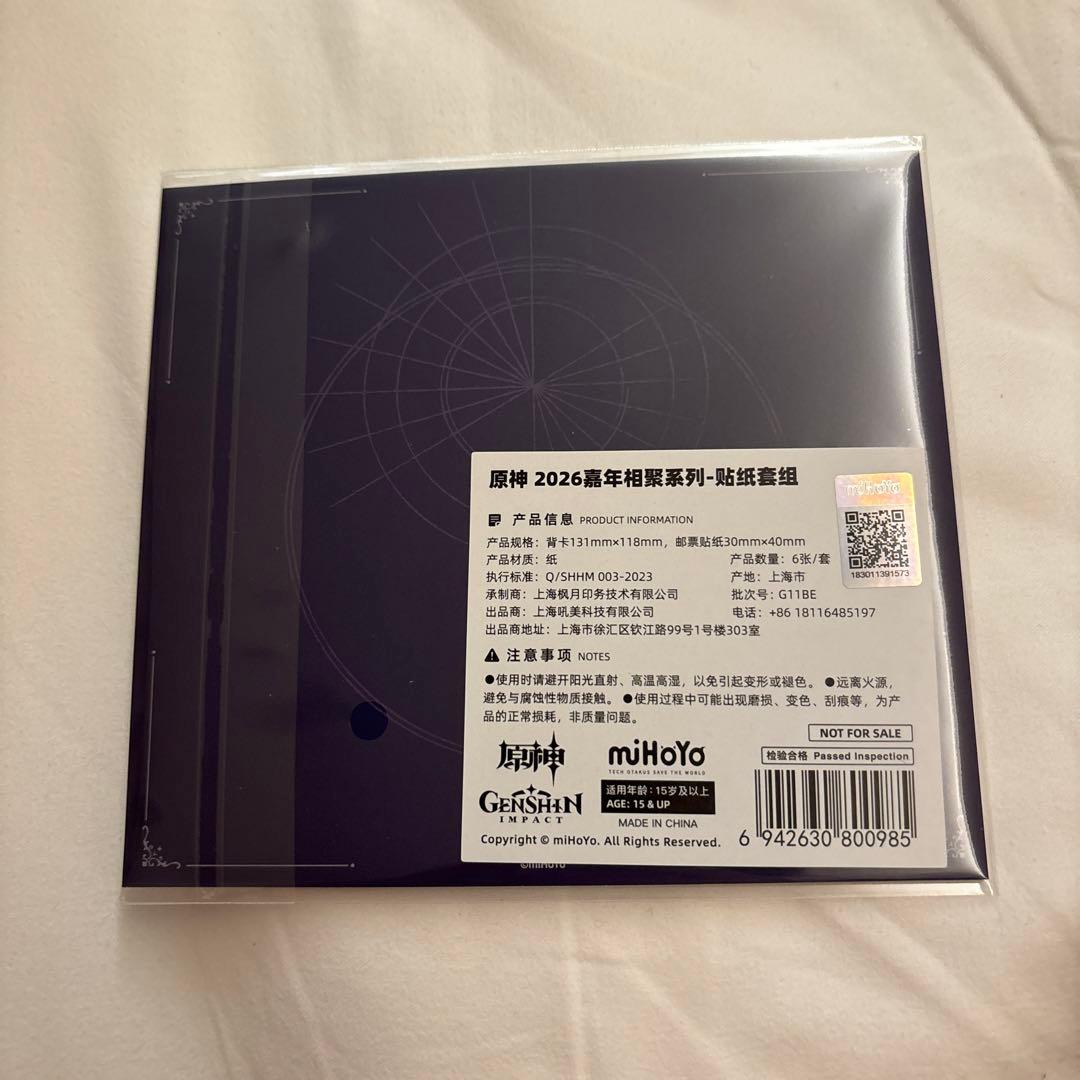 原神 2026嘉年相聚系列-贴纸套组
miHoYo
183011391573
产品信息 PRODUCT INFORMATION
产品规格：背卡131mm×118mm，邮票贴纸30mm×40mm
产品材质：纸 产品数量：6张/套
执行标准：Q/SHHM 003-2023 产地：上海市
承制商：上海枫月印务技术有限公司 批次号：G11BE
出品商：上海吼美科技有限公司 电话：+86 18116485197
出品商地址：上海市徐汇区钦江路99号1号楼303室
注意事项 NOTES
●使用时请避开阳光直射、高温高湿，以免引起变形或褪色。 ●远离火源，
避免与腐蚀性物质接触。 ●使用过程中可能出现磨损、变色、刮痕等，为产
品的正常损耗，非质量问题。
NOT FOR SALE
检验合格 Passed Inspection
原神
GENSHIN
IMPACT
miHoYo
TECH OTAKUS SAVE THE WORLD
适用年龄：15岁及以上
AGE: 15 & UP
MADE IN CHINA
Copyright © miHoYo. All Rights Reserved.
6 942630 800985
©miHoYo